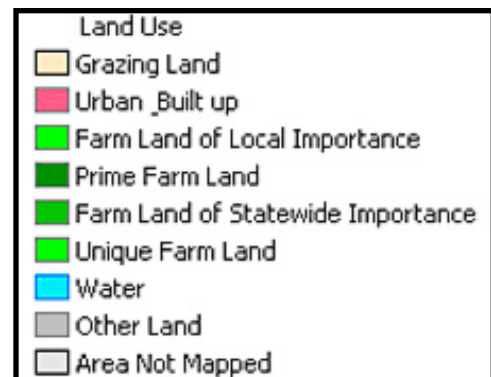 Land Use
Grazing Land
Urban _Built up
Farm Land of Local Importance
Prime Farm Land
Farm Land of Statewide Importance
Unique Farm Land
Water
Other Land
Area Not Mapped